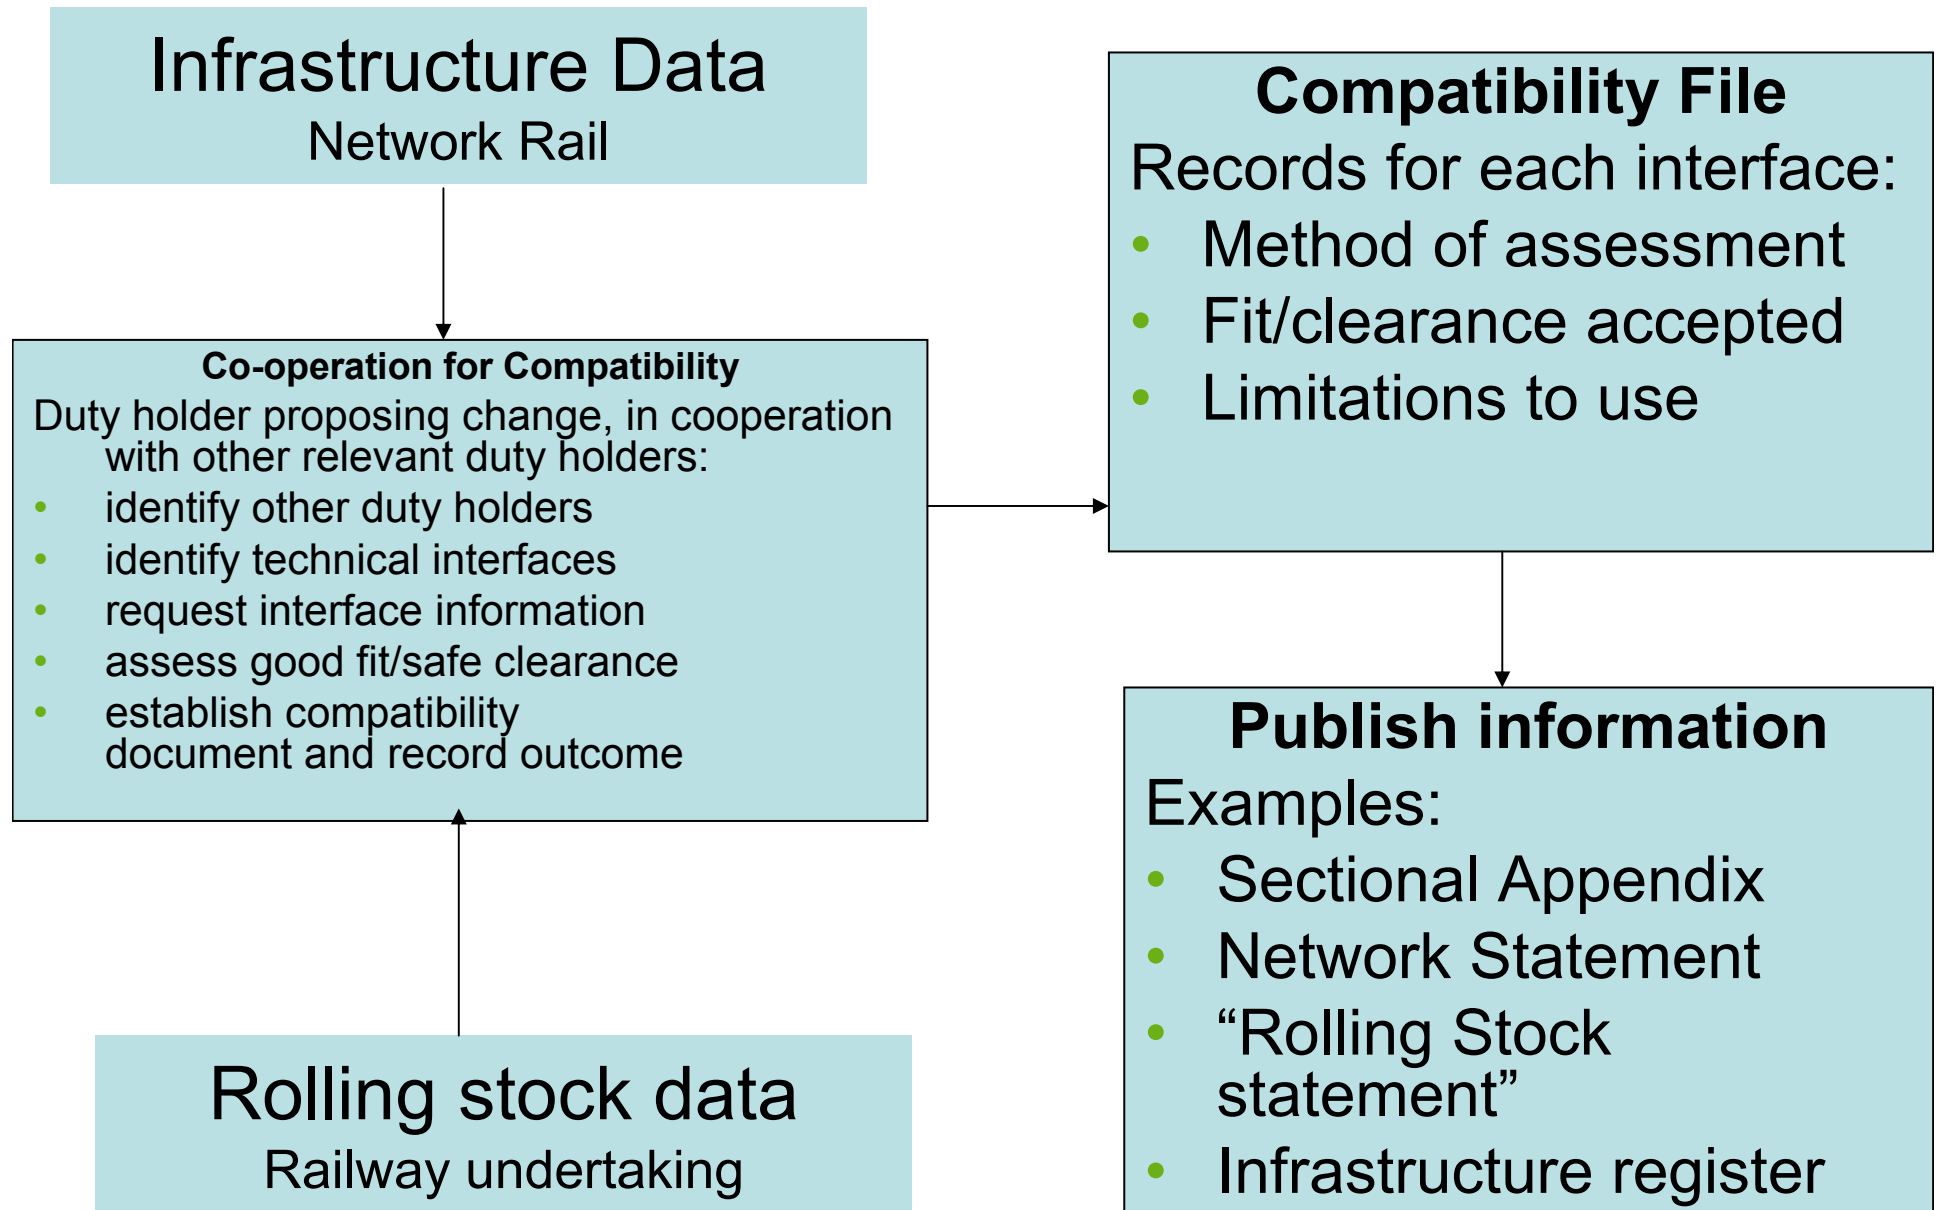 Infrastructure Data
Network Rail
Co-operation for Compatibility
Duty holder proposing change, in cooperation
with other relevant duty holders:
• identify other duty holders
• identify technical interfaces
• request interface information
• assess good fit/safe clearance
• establish compatibility
document and record outcome
Rolling stock data
Railway undertaking
Compatibility File
Records for each interface:
• Method of assessment
• Fit/clearance accepted
• Limitations to use
Publish information
Examples:
• Sectional Appendix
• Network Statement
• “Rolling Stock
statement”
• Infrastructure register